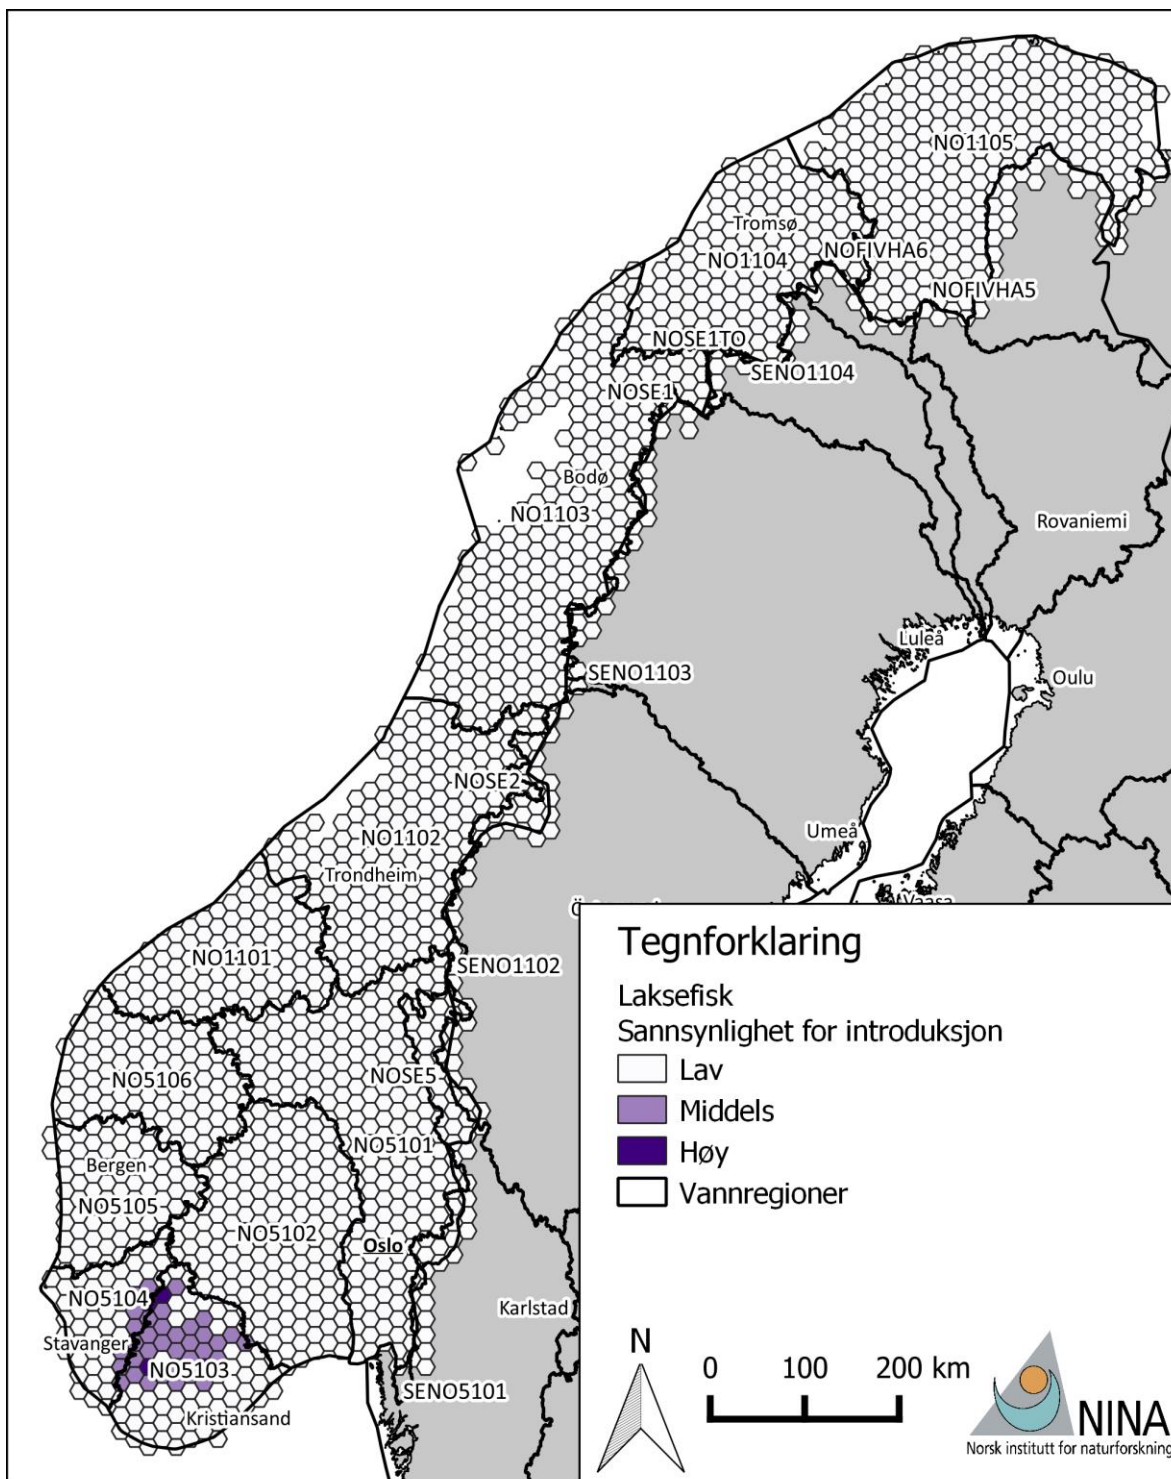 NO1105
Tromsø
NOFIVHA6
NO1104
NOFIVHA5
NOSE1TO
SENO1104
NOSE1
Bodø
NO1103
Rovaniemi
Luleå
SENO1103
Oulu
NOSE2
NO1102
Umeå
Trondheim
Vaasa
NO1101
SENO1102
Tegnforklaring
Laksefisk
Sannsynlighet for introduksjon
Lav
Middels
Høy
Vannregioner
NO5106
NOSE5
NO5101
Bergen
NO5105
NO5102
Oslo
NO5104
Karlstad
Stavanger
NO5103
SENO5101
Kristiansand
N
0 100 200 km
NINA
Norsk institutt for naturforskning